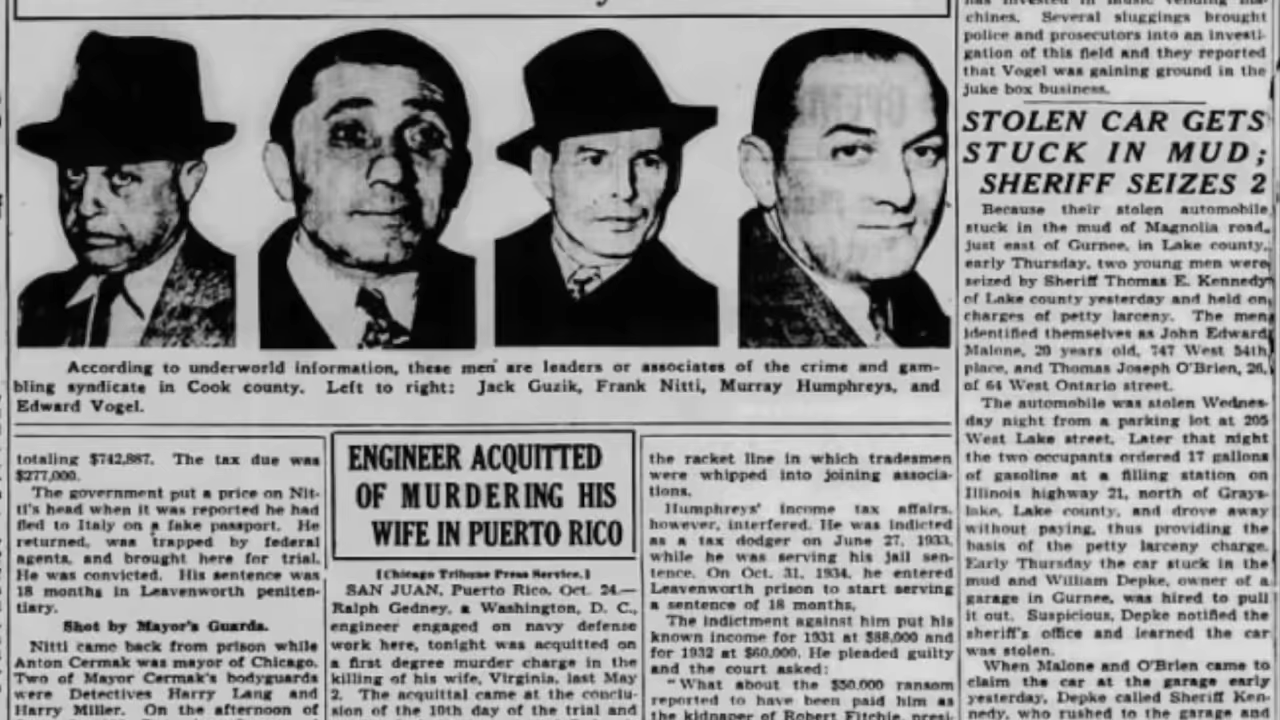 has invested in music vending ma-
chines. Several sluggings brought
police and prosecutors into an investi-
gation of this field and they reported
that Vogel was gaining ground in the
juke box business.
STOLEN CAR GETS
STUCK IN MUD;
SHERIFF SEIZES 2
Because their stolen automobile
stuck in the mud of Magnolia road,
just east of Gurnee, in Lake county,
early Thursday, two young men were
seized by Sheriff Thomas E. Kennedy
of Lake county yesterday and held on
charges of petty larceny. The men
identified themselves as John Edward
Malone, 20 years old, 747 West 54th
place, and Thomas Joseph O'Brien, 26,
of 64 West Ontario street.
The automobile was stolen Wednes-
day night from a parking lot at 205
West Lake street. Later that night
the two occupants ordered 17 gallons
of gasoline at a filling station on
Illinois highway 21, north of Grays-
lake, Lake county, and drove away
without paying, thus providing the
basis of the petty larceny charge.
Early Thursday the car stuck in the
mud and William Depke, owner of a
garage in Gurnee, was hired to pull
it out. Suspicious, Depke notified the
sheriff's office and learned the car
was stolen.
When Malone and O'Brien came to
claim the car at the garage early
yesterday, Depke called Sheriff Ken-
nedy, who rushed to the garage and
According to underworld information, these men are leaders or associates of the crime and gam-
bling syndicate in Cook county. Left to right: Jack Guzik, Frank Nitti, Murray Humphreys, and
Edward Vogel.
totaling $742,887. The tax due was
$277,000.
The government put a price on Nit-
ti's head when it was reported he had
fled to Italy on a fake passport. He
returned, was trapped by federal
agents, and brought here for trial.
He was convicted. His sentence was
18 months in Leavenworth peniten-
tiary.
Shot by Mayor's Guards.
Nitti came back from prison while
Anton Cermak was mayor of Chicago.
Two of Mayor Cermak's bodyguards
were Detectives Harry Lang and
Harry Miller. On the afternoon of
ENGINEER ACQUITTED
OF MURDERING HIS
WIFE IN PUERTO RICO
[Chicago Tribune Press Service.]
SAN JUAN, Puerto Rico, Oct. 24.—
Ralph Gedney, a Washington, D. C.,
engineer engaged on navy defense
work here, tonight was acquitted on
a first degree murder charge in the
killing of his wife, Virginia, last May
2. The acquittal came at the conclu-
sion of the 10th day of the trial and
the racket line in which tradesmen
were whipped into joining associa-
tions.
Humphreys' income tax affairs,
however, interfered. He was indicted
as a tax dodger on June 27, 1933,
while he was serving his jail sen-
tence. On Oct. 31, 1934, he entered
Leavenworth prison to start serving
a sentence of 18 months.
The indictment against him put his
known income for 1931 at $88,000 and
for 1932 at $60,000. He pleaded guilty
and the court asked:
"What about the $50,000 ransom
reported to have been paid him as
the kidnaper of Robert Fitchie, presi-